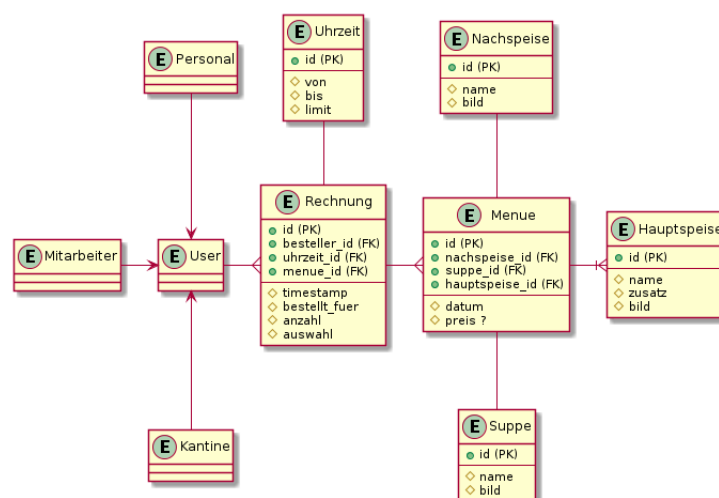 E Uhrzeit
id (PK)
von
bis
limit
E Nachspeise
id (PK)
name
bild
E Personal
E Rechnung
id (PK)
besteller_id (FK)
uhrzeit_id (FK)
menue_id (FK)
timestamp
bestellt_fuer
anzahl
auswahl
E Menue
id (PK)
nachspeise_id (FK)
suppe_id (FK)
hauptspeise_id (FK)
datum
preis ?
E Hauptspeise
id (PK)
name
zusatz
bild
E Mitarbeiter
E User
E Kantine
E Suppe
id (PK)
name
bild